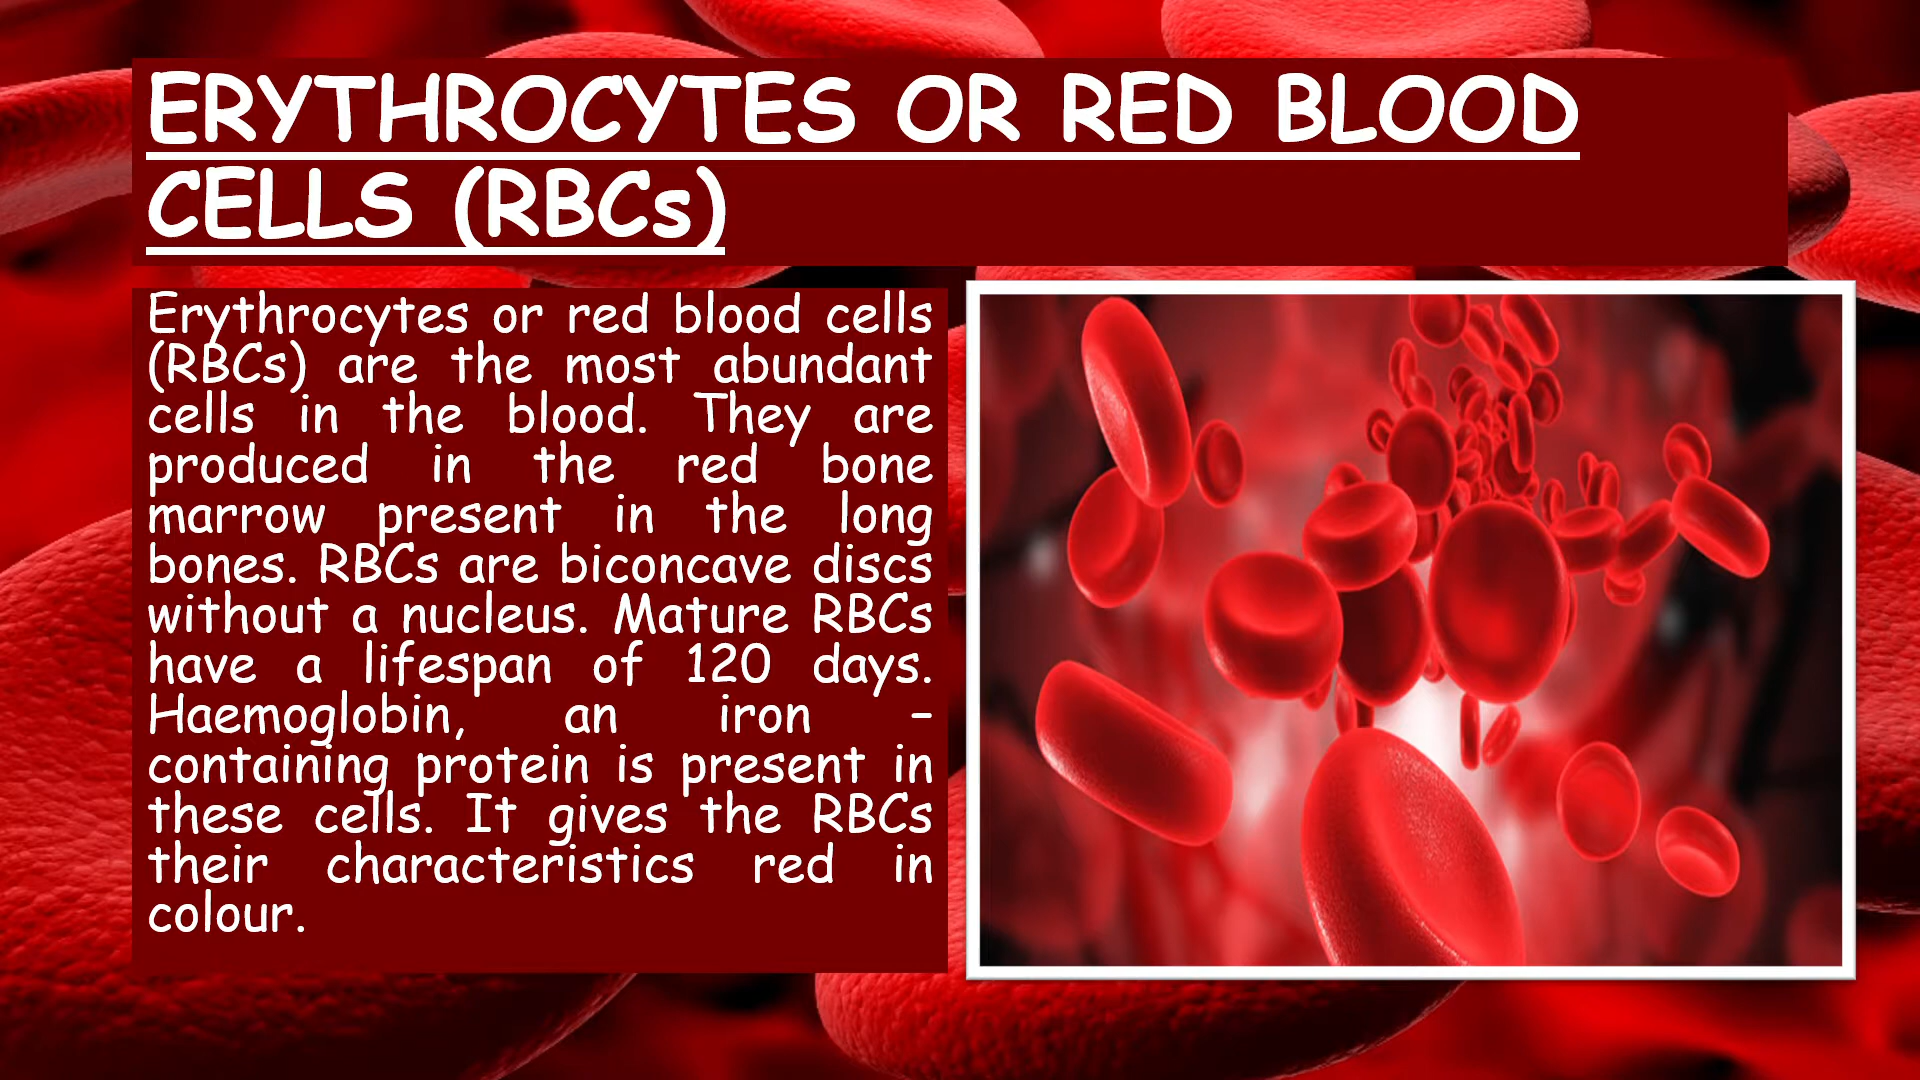 ERYTHROCYTES OR RED BLOOD
CELLS (RBCs)
Erythrocytes or red blood cells
(RBCs) are the most abundant
cells in the blood. They are
produced in the red bone
marrow present in the long
bones. RBCs are biconcave discs
without a nucleus. Mature RBCs
have a lifespan of 120 days.
Haemoglobin, an iron –
containing protein is present in
these cells. It gives the RBCs
their characteristics red in
colour.